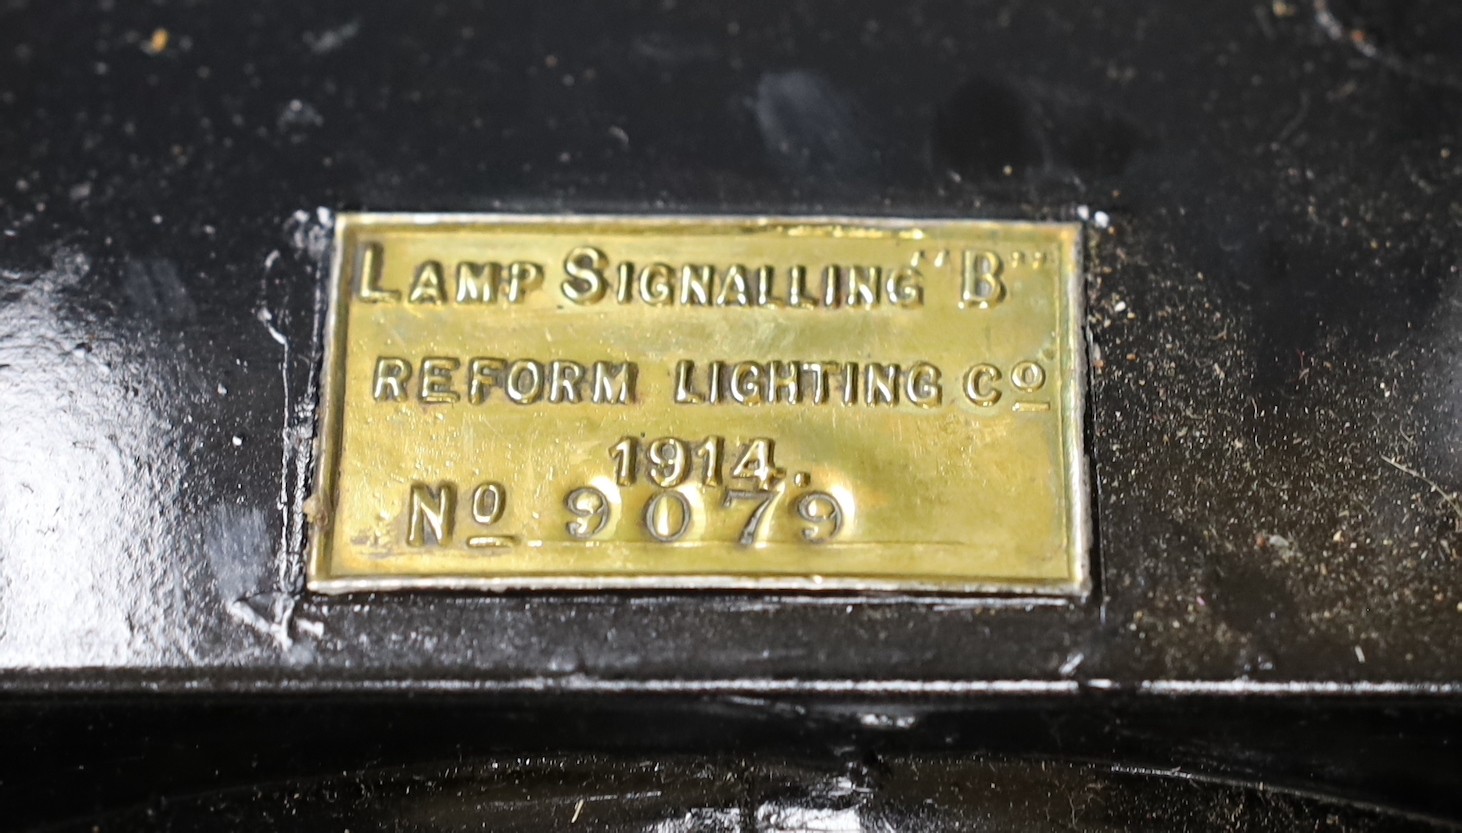 LAMP SIGNALLING "B"
REFORM LIGHTING Cº
1914.
Nº 9079